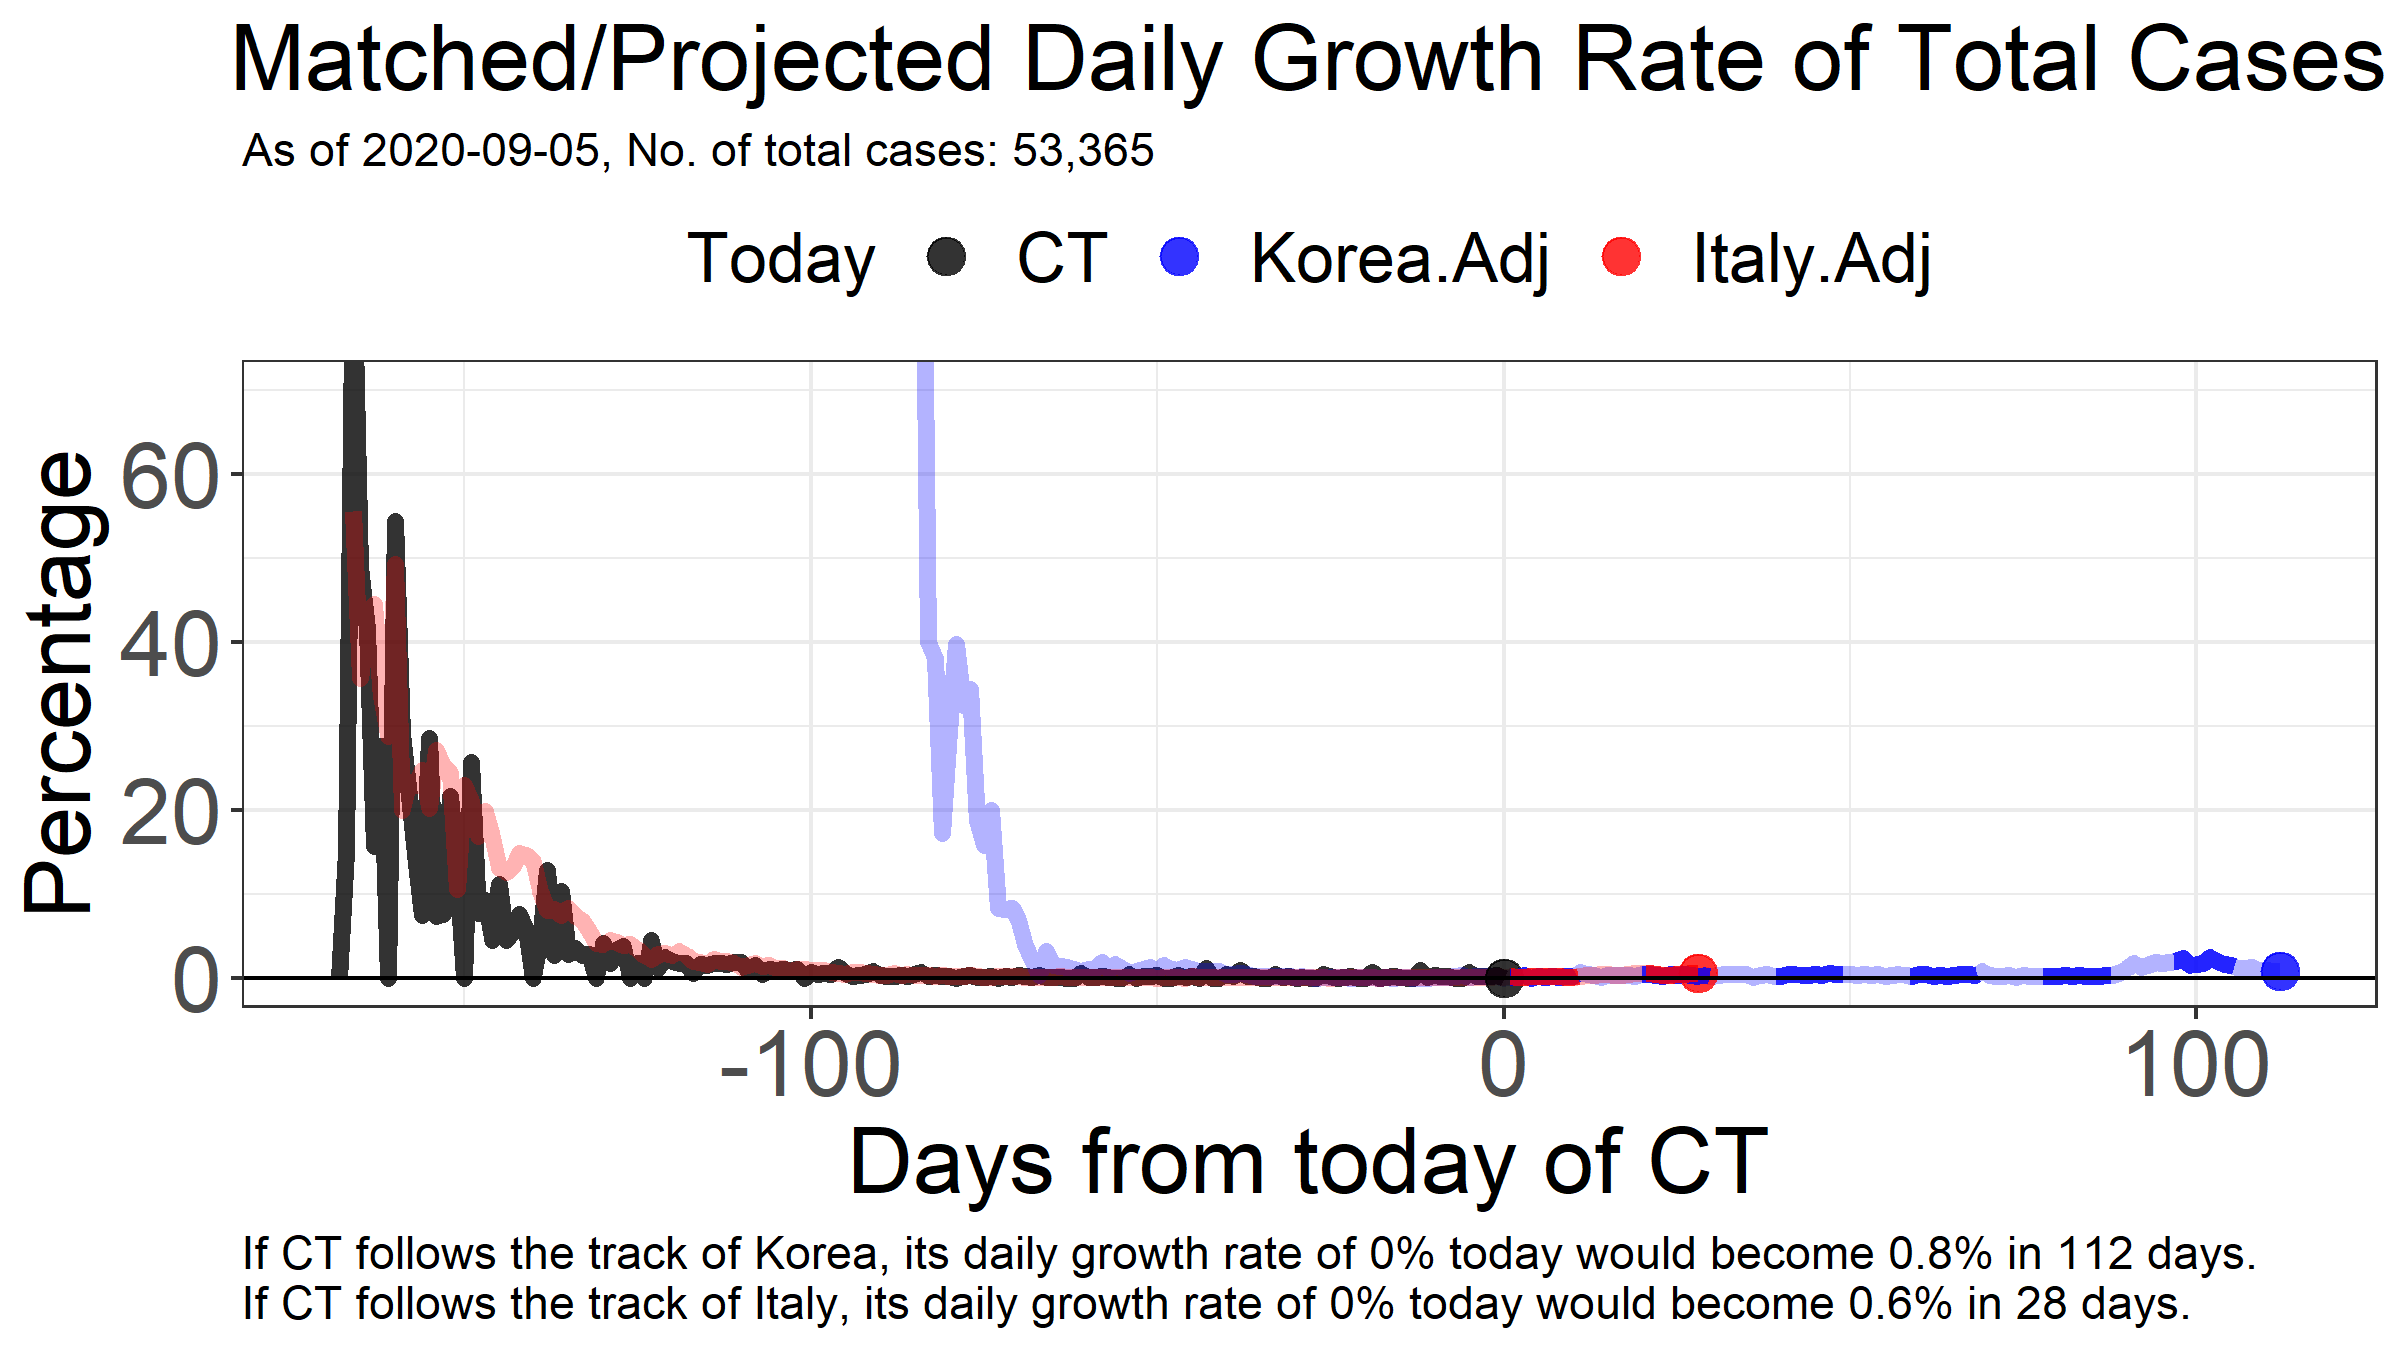 Matched/Projected Daily Growth Rate of Total Cases
As of 2020-09-05, No. of total cases: 53,365
Today CT Korea.Adj Italy.Adj
Percentage
60
40
20
0
-100 0 100
Days from today of CT
If CT follows the track of Korea, its daily growth rate of 0% today would become 0.8% in 112 days.
If CT follows the track of Italy, its daily growth rate of 0% today would become 0.6% in 28 days.